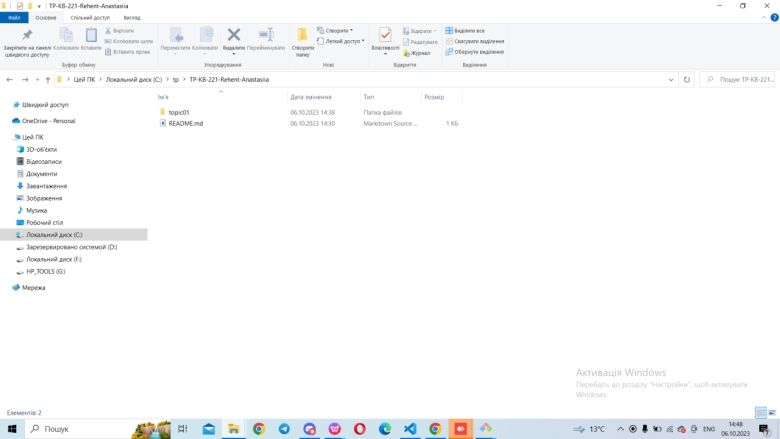 TP-KB-221-Rehent-Anastasiia
Файл Основне Спільний доступ Вигляд
Закріпити на панелі швидкого доступу
Копіювати Вставити
Вирізати
Копіювати шлях
Вставити ярлик
Перемістити Копіювати
Видалити Перейменувати
Створити папку
Створити
Легкий доступ
Властивості
Відкрити
Редагувати
Журнал
Виділити все
Скасувати виділення
Обернути виділення
Буфер обміну Упорядкування Нові Відкриття Виділення
Цей ПК > Локальний диск (C:) > tp > TP-KB-221-Rehent-Anastasiia
Пошук: TP-KB-221...
Ім'я Дата змінення Тип Розмір
topic01 06.10.2023 14:38 Папка файлів
README.md 06.10.2023 14:30 Markdown Source ... 1 КБ
Швидкий доступ
OneDrive - Personal
Цей ПК
3D-об'єкти
Відеозаписи
Документи
Завантаження
Зображення
Музика
Робочий стіл
Локальний диск (C:)
Зарезервировано системой (D:)
Локальний диск (F:)
HP_TOOLS (G:)
Мережа
Активація Windows
Перейдіть до розділу "Настройки", щоб активувати
Windows.
Елементів: 2
Пошук
13°C
ENG
14:48
06.10.2023